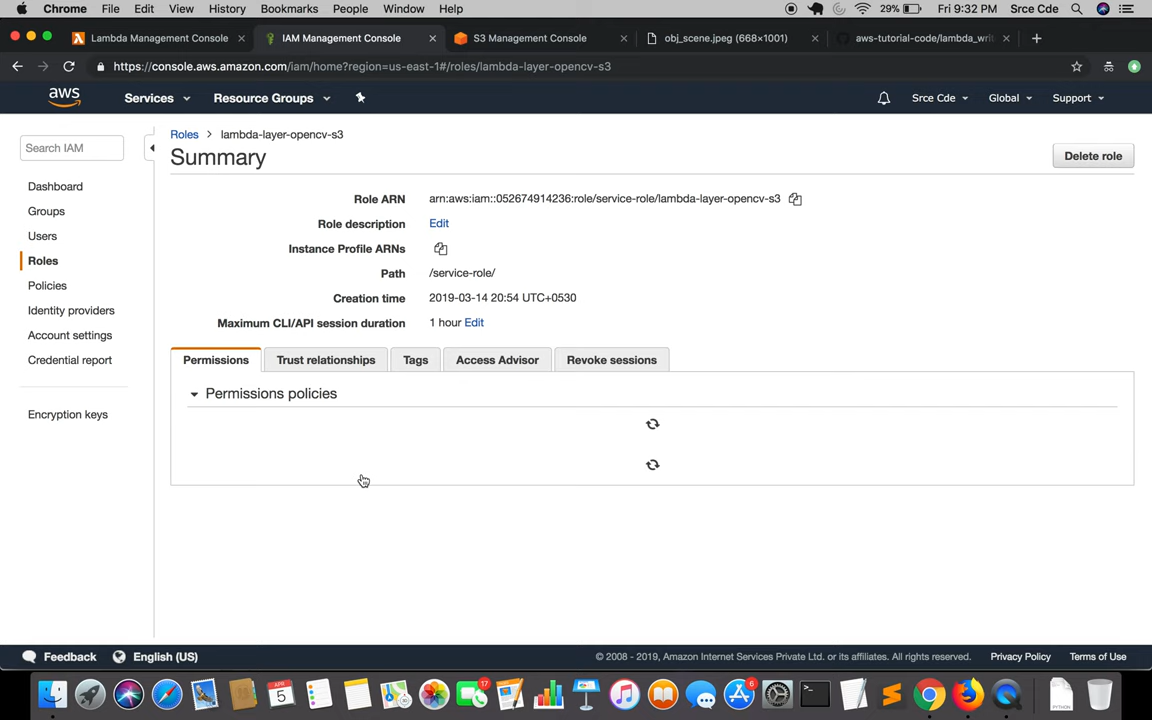 Chrome File Edit View History Bookmarks People Window Help 29% Fri 9:32 PM Srce Cde
Lambda Management Console IAM Management Console S3 Management Console obj_scene.jpeg (668×1001) aws-tutorial-code/lambda_writ
https://console.aws.amazon.com/iam/home?region=us-east-1#/roles/lambda-layer-opencv-s3
aws Services Resource Groups Srce Cde Global Support
Search IAM
Dashboard
Groups
Users
Roles
Policies
Identity providers
Account settings
Credential report
Encryption keys
Roles > lambda-layer-opencv-s3
Summary
Delete role
Role ARN arn:aws:iam::052674914236:role/service-role/lambda-layer-opencv-s3
Role description Edit
Instance Profile ARNs
Path /service-role/
Creation time 2019-03-14 20:54 UTC+0530
Maximum CLI/API session duration 1 hour Edit
Permissions Trust relationships Tags Access Advisor Revoke sessions
Permissions policies
Feedback English (US) © 2008 - 2019, Amazon Internet Services Private Ltd. or its affiliates. All rights reserved. Privacy Policy Terms of Use
5 17 6